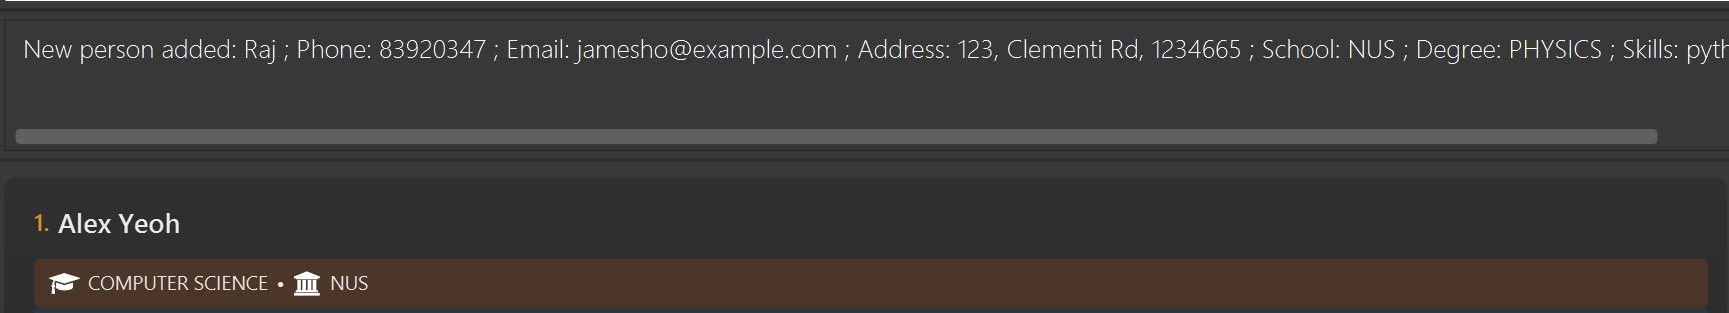 New person added: Raj ; Phone: 83920347 ; Email: jamesho@example.com ; Address: 123, Clementi Rd, 1234665 ; School: NUS ; Degree: PHYSICS ; Skills: pyth
1. Alex Yeoh
COMPUTER SCIENCE • NUS